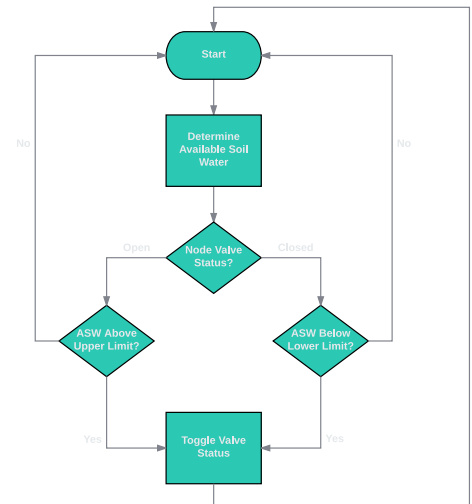 Start
No
No
Determine
Available Soil
Water
Open
Node Valve
Status?
Closed
ASW Above
Upper Limit?
ASW Below
Lower Limit?
Yes
Toggle Valve
Status
Yes